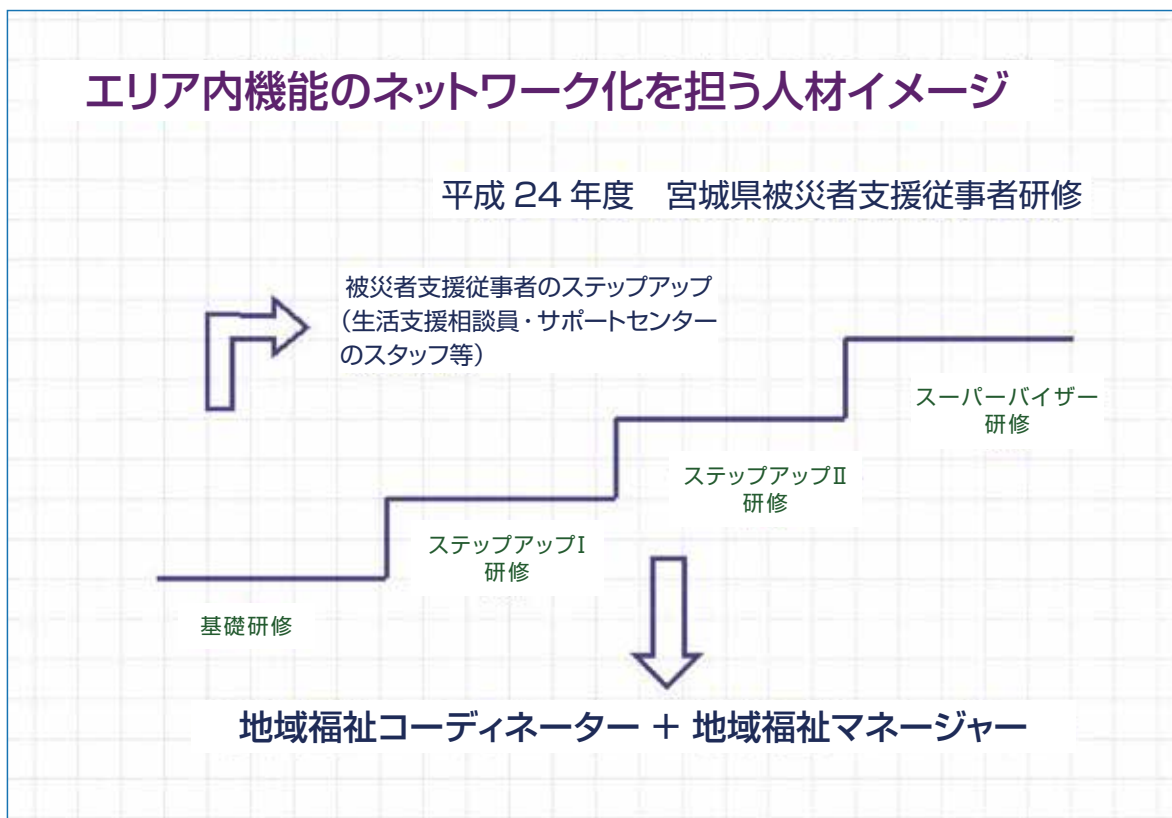 エリア内機能のネットワーク化を担う人材イメージ
平成 24 年度　宮城県被災者支援従事者研修
被災者支援従事者のステップアップ
（生活支援相談員・サポートセンター
のスタッフ等）
スーパーバイザー
研修
ステップアップⅡ
研修
ステップアップⅠ
研修
基礎研修
地域福祉コーディネーター ＋ 地域福祉マネージャー